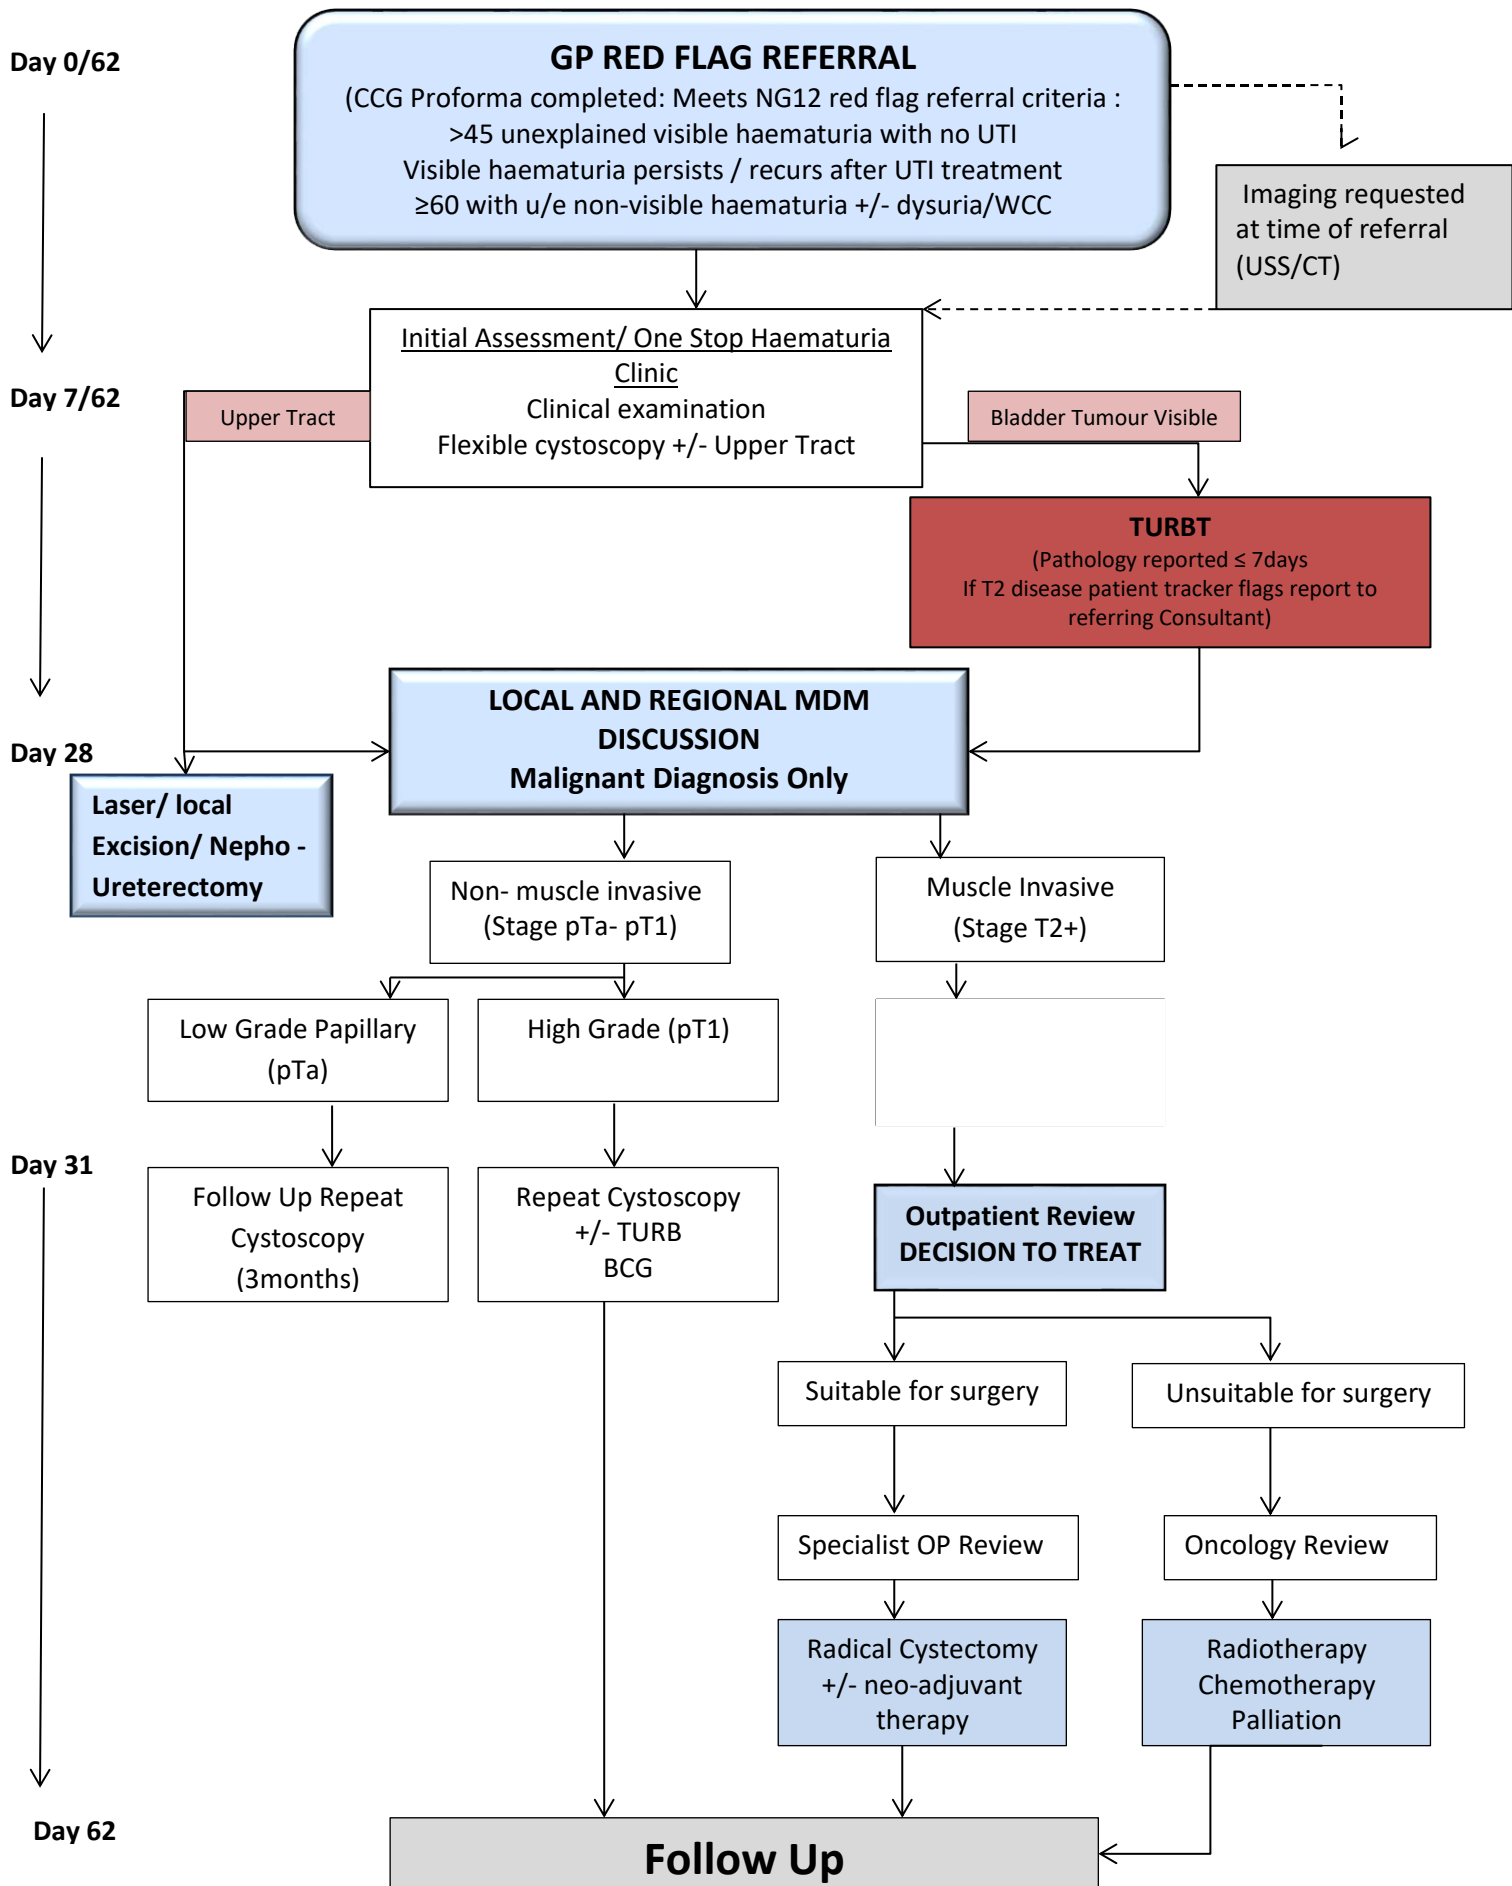 Day 0/62
GP RED FLAG REFERRAL
(CCG Proforma completed: Meets NG12 red flag referral criteria :
>45 unexplained visible haematuria with no UTI
Visible haematuria persists / recurs after UTI treatment
≥60 with u/e non-visible haematuria +/- dysuria/WCC
Imaging requested
at time of referral
(USS/CT)
Day 7/62
Initial Assessment/ One Stop Haematuria
Clinic
Clinical examination
Flexible cystoscopy +/- Upper Tract
Upper Tract
Bladder Tumour Visible
TURBT
(Pathology reported ≤ 7days
If T2 disease patient tracker flags report to
referring Consultant)
Day 28
LOCAL AND REGIONAL MDM
DISCUSSION
Malignant Diagnosis Only
Laser/ local
Excision/ Nepho -
Ureterectomy
Non- muscle invasive
(Stage pTa- pT1)
Muscle Invasive
(Stage T2+)
Low Grade Papillary
(pTa)
High Grade (pT1)
Day 31
Follow Up Repeat
Cystoscopy
(3months)
Repeat Cystoscopy
+/- TURB
BCG
Outpatient Review
DECISION TO TREAT
Suitable for surgery
Unsuitable for surgery
Specialist OP Review
Oncology Review
Radical Cystectomy
+/- neo-adjuvant
therapy
Radiotherapy
Chemotherapy
Palliation
Day 62
Follow Up